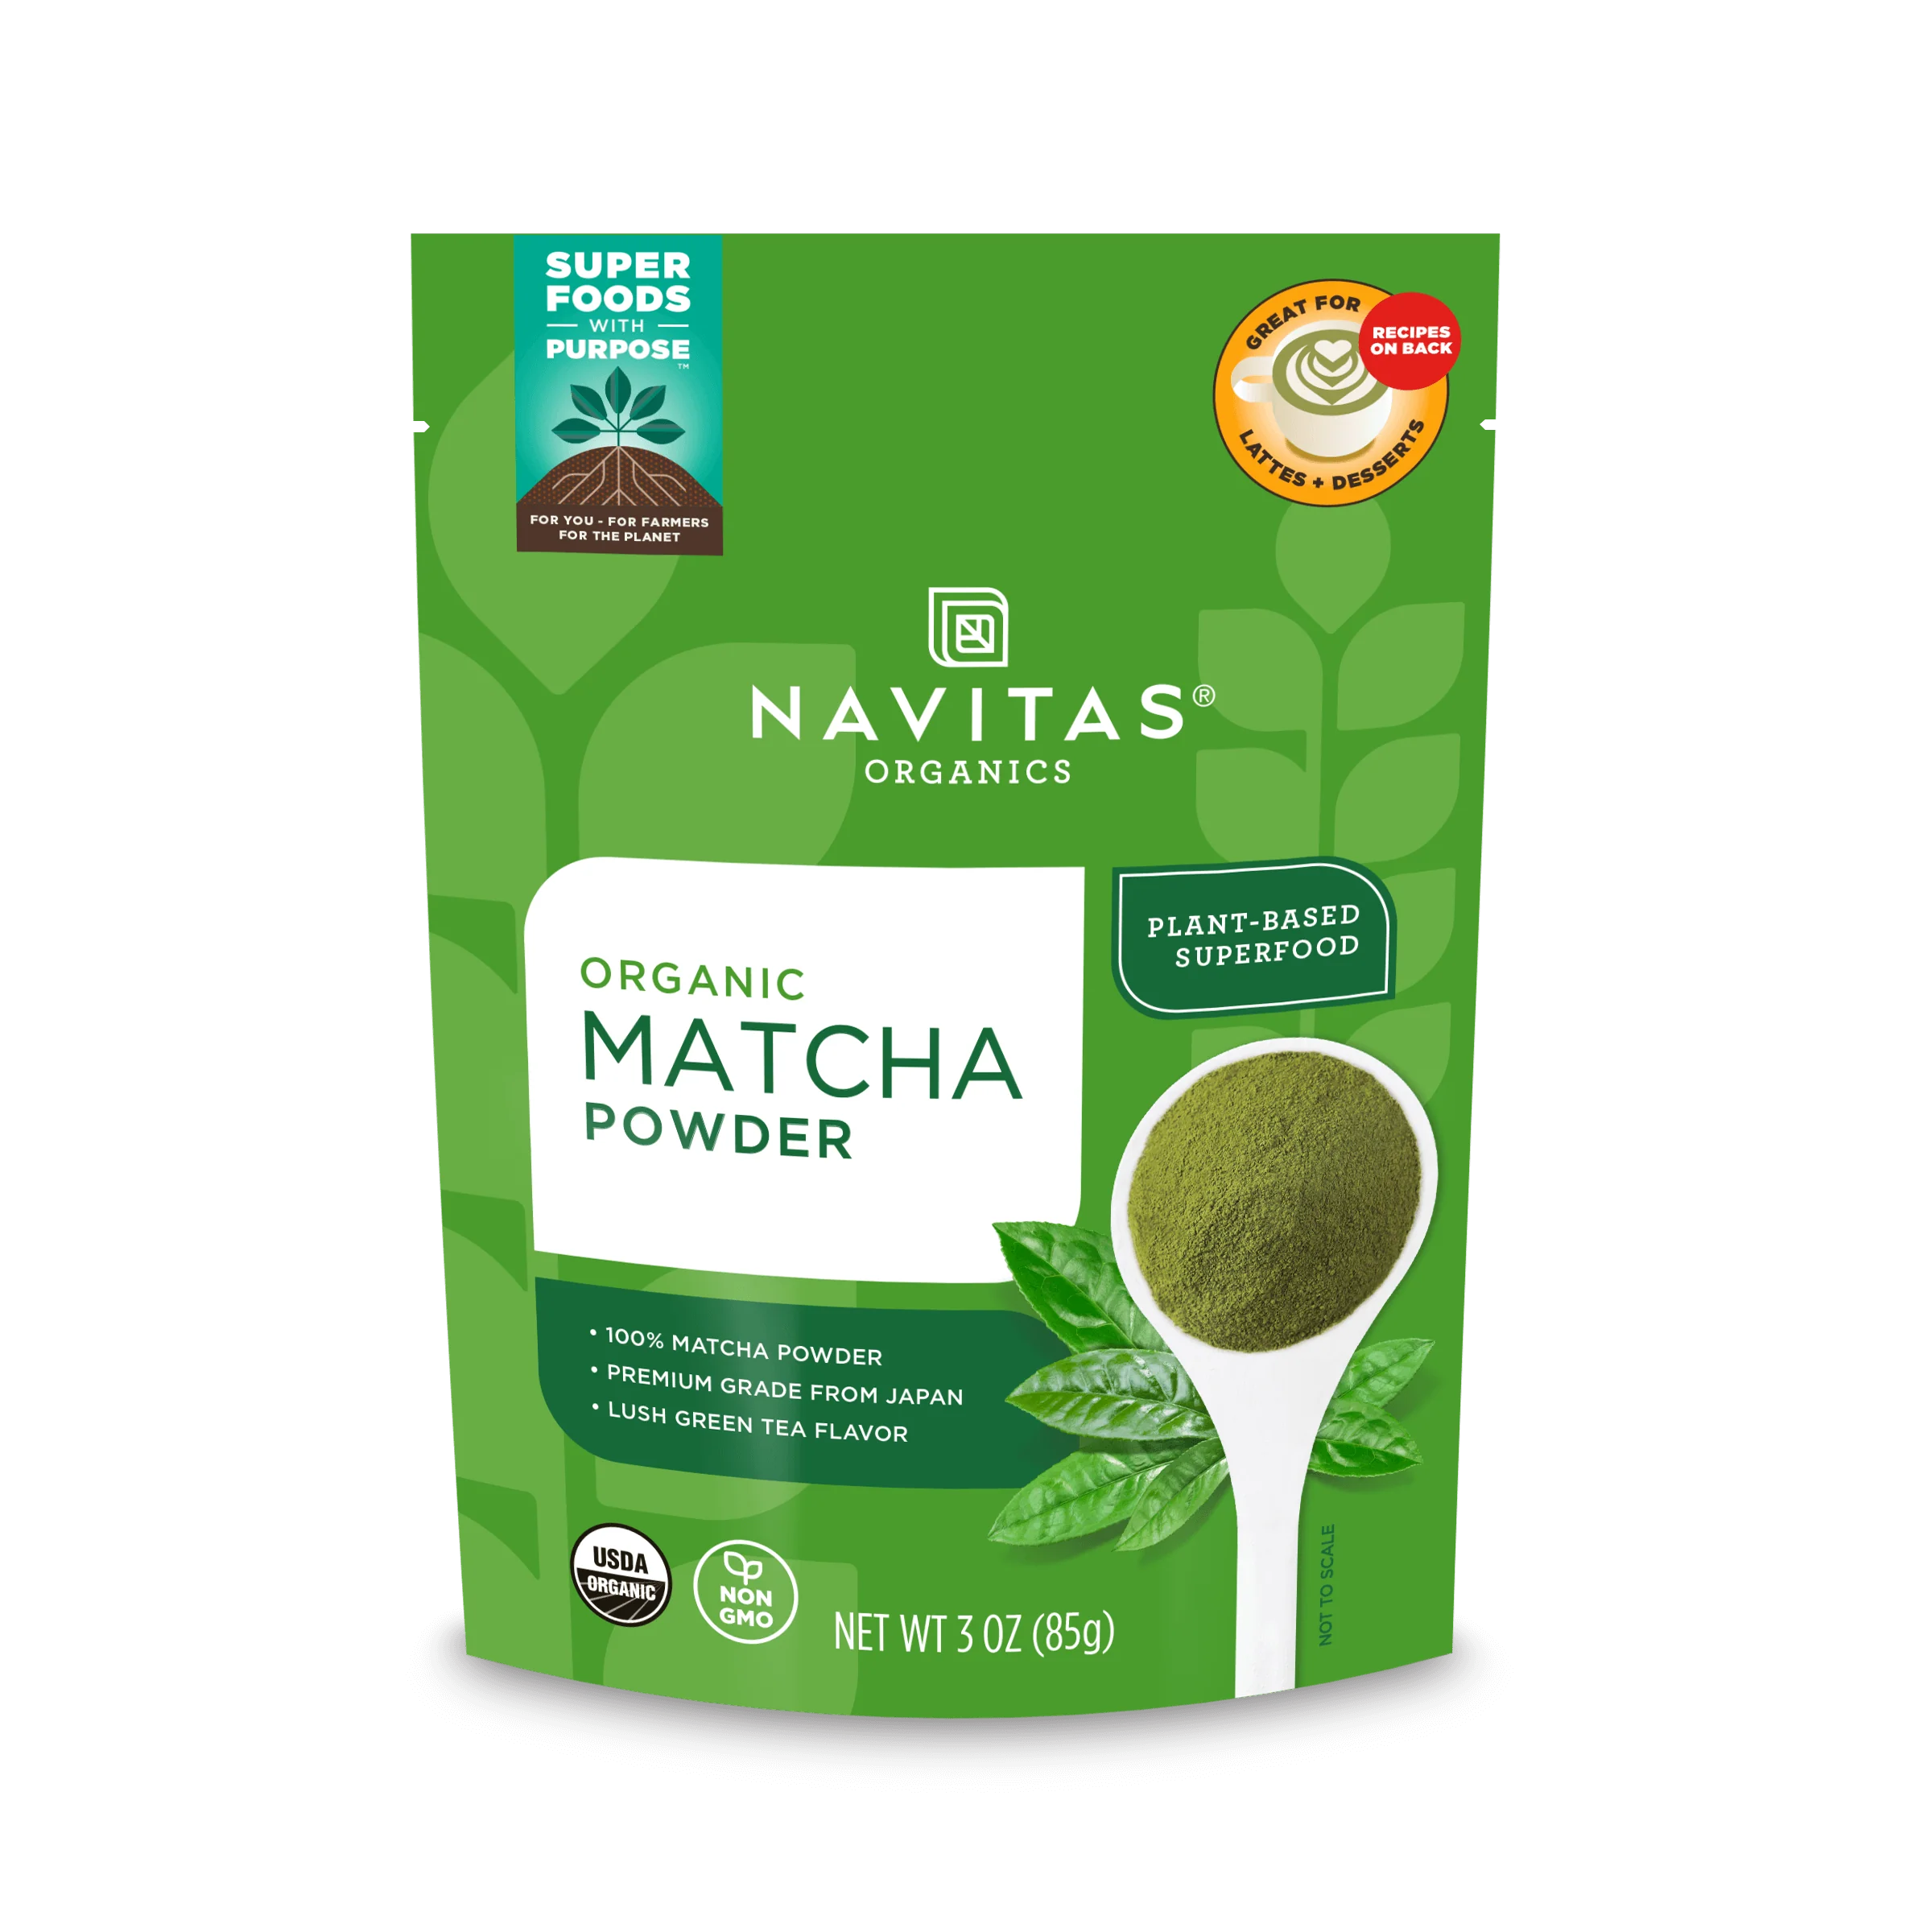 SUPER
FOODS
WITH
PURPOSE
™
FOR YOU - FOR FARMERS
FOR THE PLANET
GREAT FOR
LATTES + DESSERTS
RECIPES
ON BACK
NAVITAS®
ORGANICS
PLANT-BASED
SUPERFOOD
ORGANIC
MATCHA
POWDER
• 100% MATCHA POWDER
• PREMIUM GRADE FROM JAPAN
• LUSH GREEN TEA FLAVOR
USDA
ORGANIC
NON
GMO
NET WT 3 OZ (85g)
NOT TO SCALE